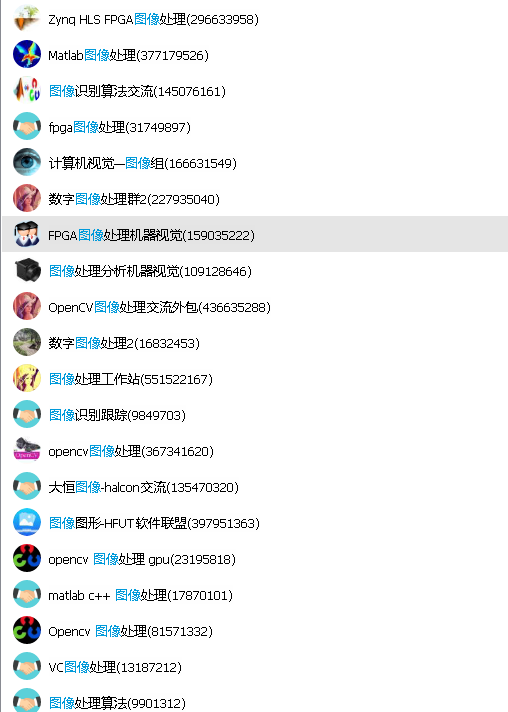 Zynq HLS FPGA图像处理(296633958)
Matlab图像处理(377179526)
图像识别算法交流(145076161)
fpga图像处理(31749897)
计算机视觉—图像组(166631549)
数字图像处理群2(227935040)
FPGA图像处理机器视觉(159035222)
图像处理分析机器视觉(109128646)
OpenCV图像处理交流外包(436635288)
数字图像处理2(16832453)
图像处理工作站(551522167)
图像识别跟踪(9849703)
OpenCV
opencv图像处理(367341620)
大恒图像-halcon交流(135470320)
图像图形-HFUT软件联盟(397951363)
opencv 图像处理 gpu(23195818)
matlab c++ 图像处理(17870101)
Opencv 图像处理(81571332)
VC图像处理(13187212)
图像处理算法(9901312)